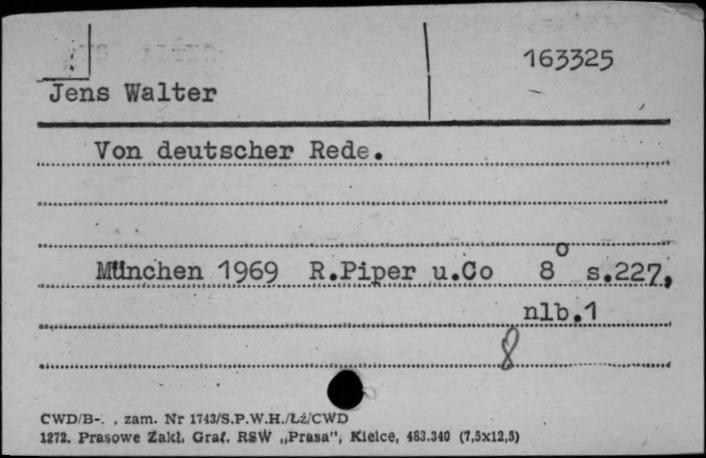 163325
Jens Walter
Von deutscher Rede.
München 1969 R.Piper u.Co 8° s.227,
nlb.1
8
CWD/B-. , zam. Nr 1743/S.P.W.H./Łź/CWD
1272. Prasowe Zakł. Graf. RSW „Prasa", Kielce, 483.340 (7,5x12,5)